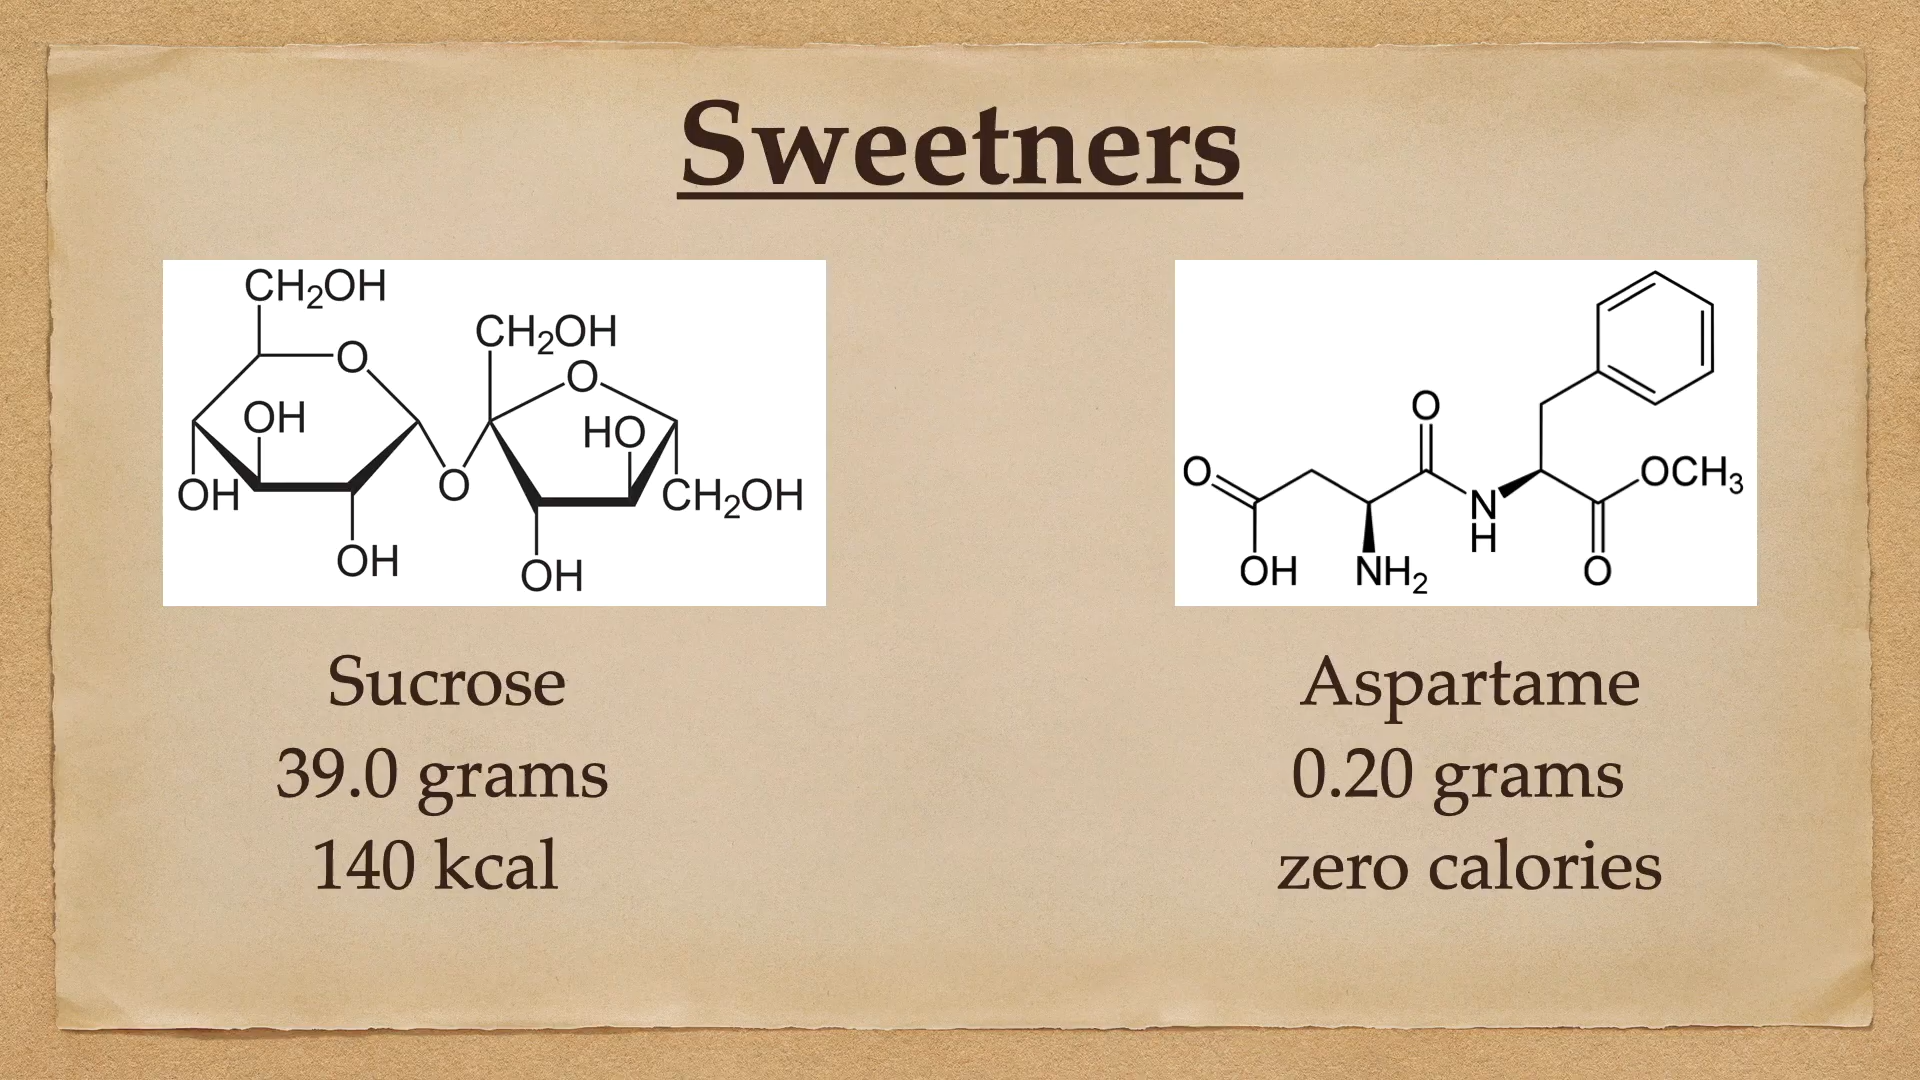 Sweetners
CH₂OH
O
OH
OH
OH
O
CH₂OH
O
HO
CH₂OH
OH
O
OH
NH₂
O
N
H
OCH₃
O
Sucrose
39.0 grams
140 kcal
Aspartame
0.20 grams
zero calories